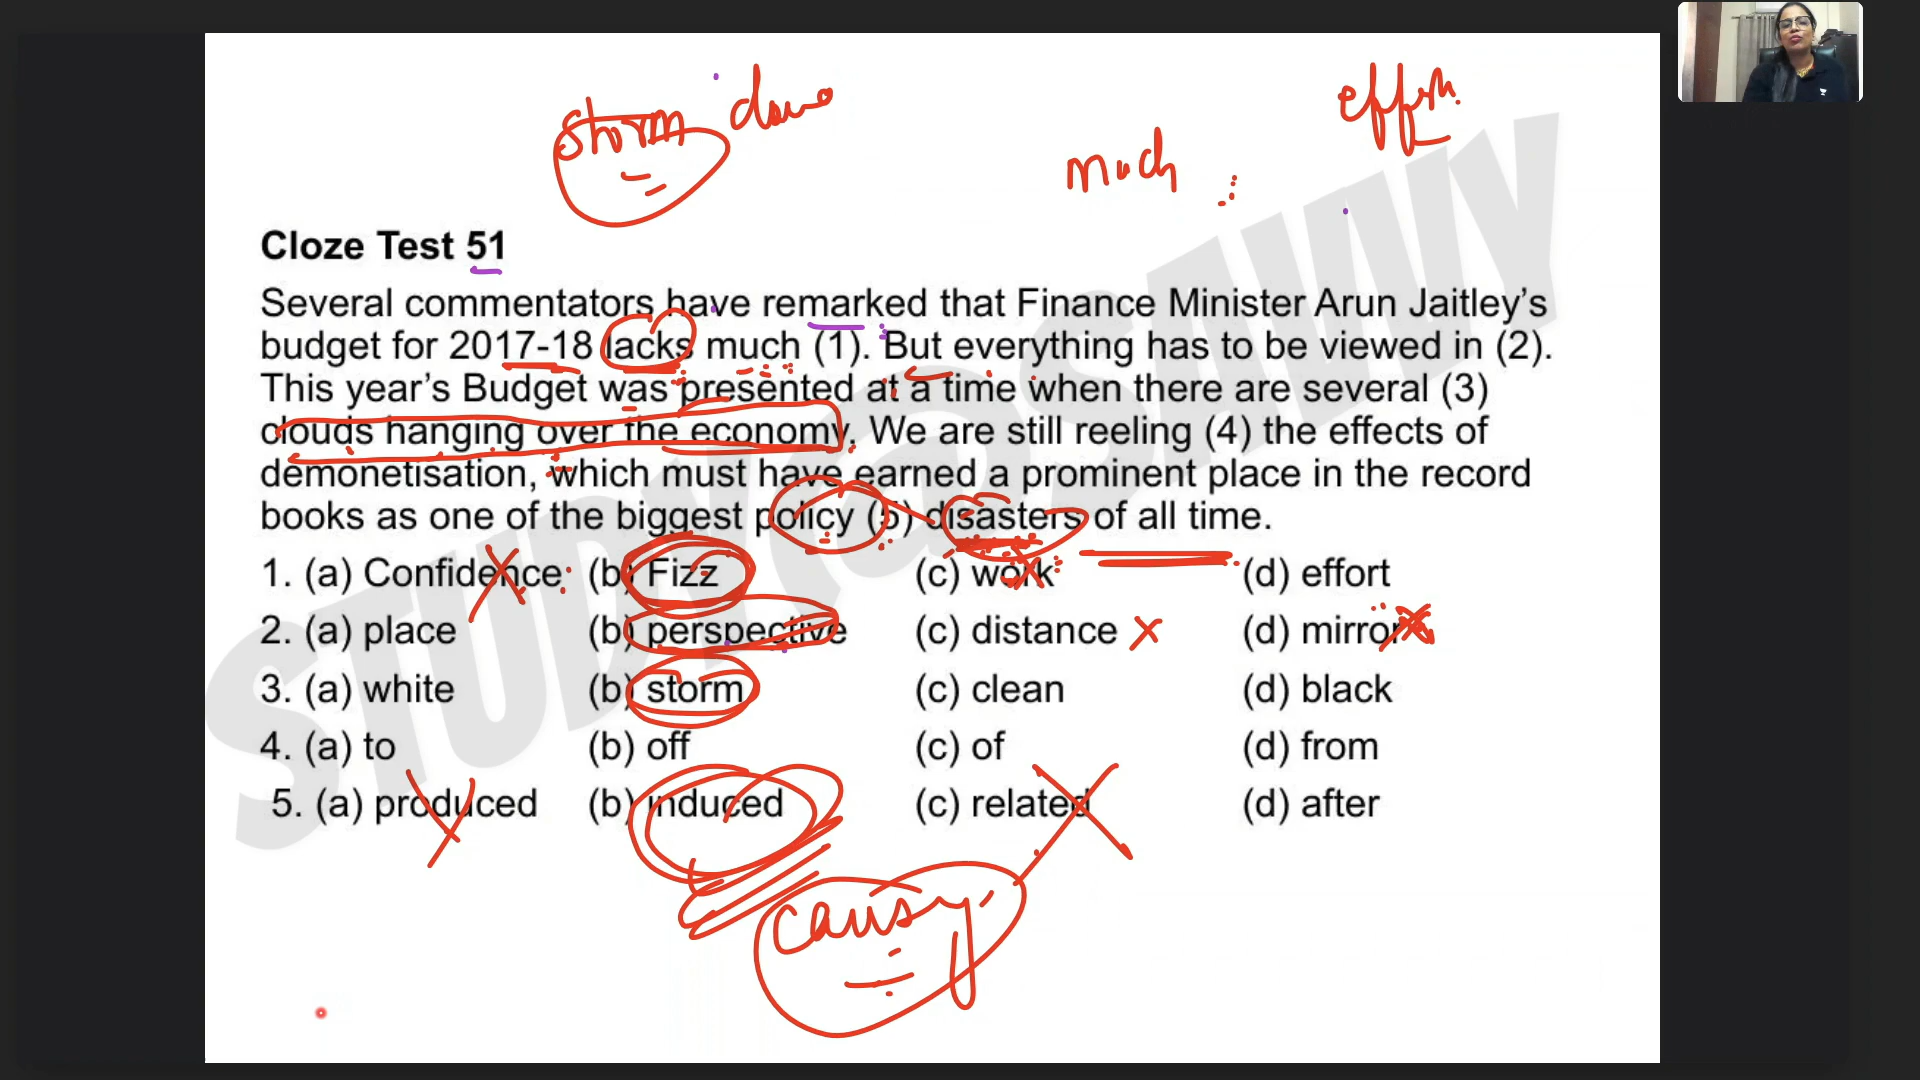 storm
much
Cloze Test 51
Several commentators have remarked that Finance Minister Arun Jaitley's
budget for 2017-18 lacks much (1). But everything has to be viewed in (2).
This year's Budget was presented at a time when there are several (3)
clouds hanging over the economy. We are still reeling (4) the effects of
demonetisation, which must have earned a prominent place in the record
books as one of the biggest policy (5) disasters of all time.
1. (a) Confidence (b) Fizz (c) work (d) effort
2. (a) place (b) perspective (c) distance (d) mirror
3. (a) white (b) storm (c) clean (d) black
4. (a) to (b) off (c) of (d) from
5. (a) produced (b) induced (c) related (d) after
STUDY@SAVVY